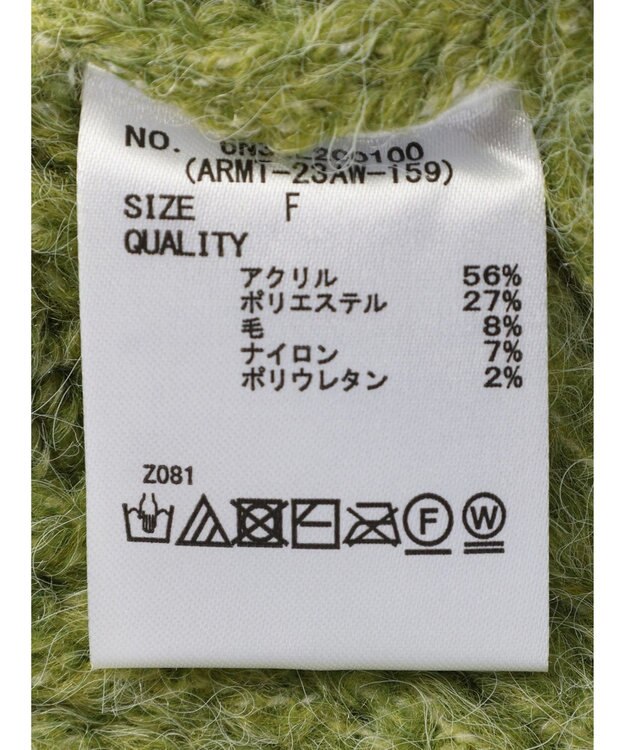 NO.
(ARM1-23AW-159)
SIZE F
QUALITY
アクリル 56%
ポリエステル 27%
毛 8%
ナイロン 7%
ポリウレタン 2%
Z081
F W